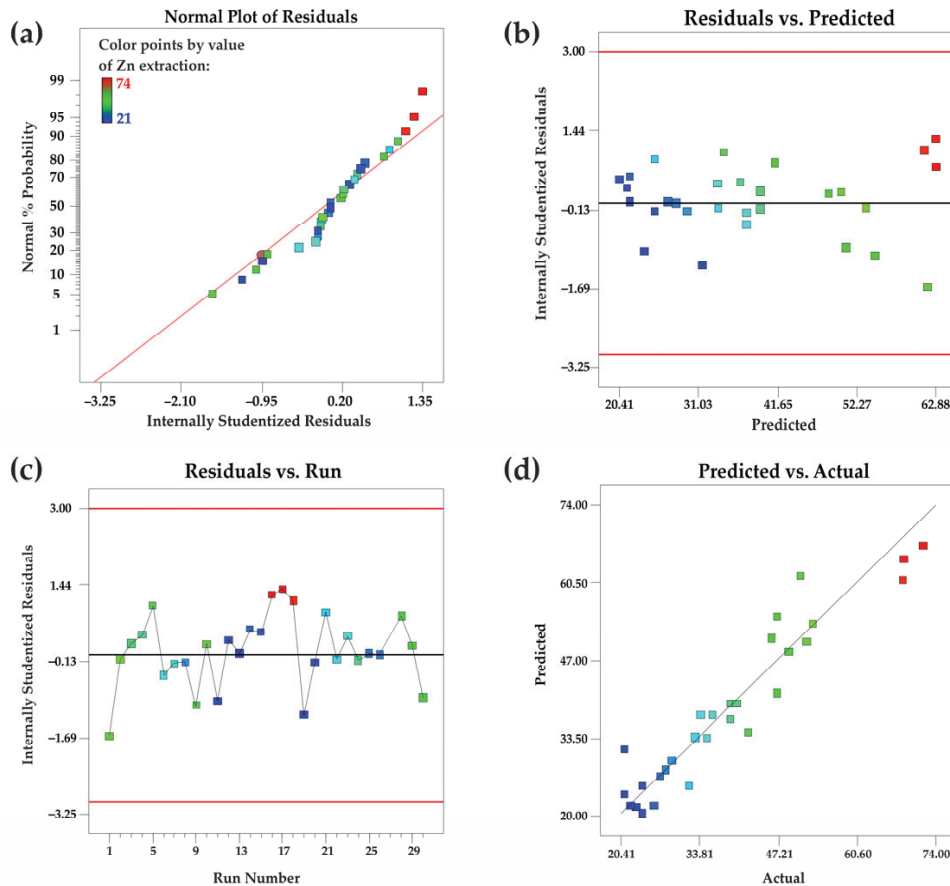 (a)
Normal Plot of Residuals
Color points by value
of Zn extraction:
74
21
Normal % Probability
99
95
90
80
70
50
30
20
10
5
1
-3.25
-2.10
-0.95
0.20
1.35
Internally Studentized Residuals
(b)
Residuals vs. Predicted
Internally Studentized Residuals
3.00
1.44
-0.13
-1.69
-3.25
20.41
31.03
41.65
52.27
62.88
Predicted
(c)
Residuals vs. Run
Internally Studentized Residuals
3.00
1.44
-0.13
-1.69
-3.25
1
5
9
13
17
21
25
29
Run Number
(d)
Predicted vs. Actual
Predicted
74.00
60.50
47.00
33.50
20.00
20.41
33.81
47.21
60.60
74.00
Actual